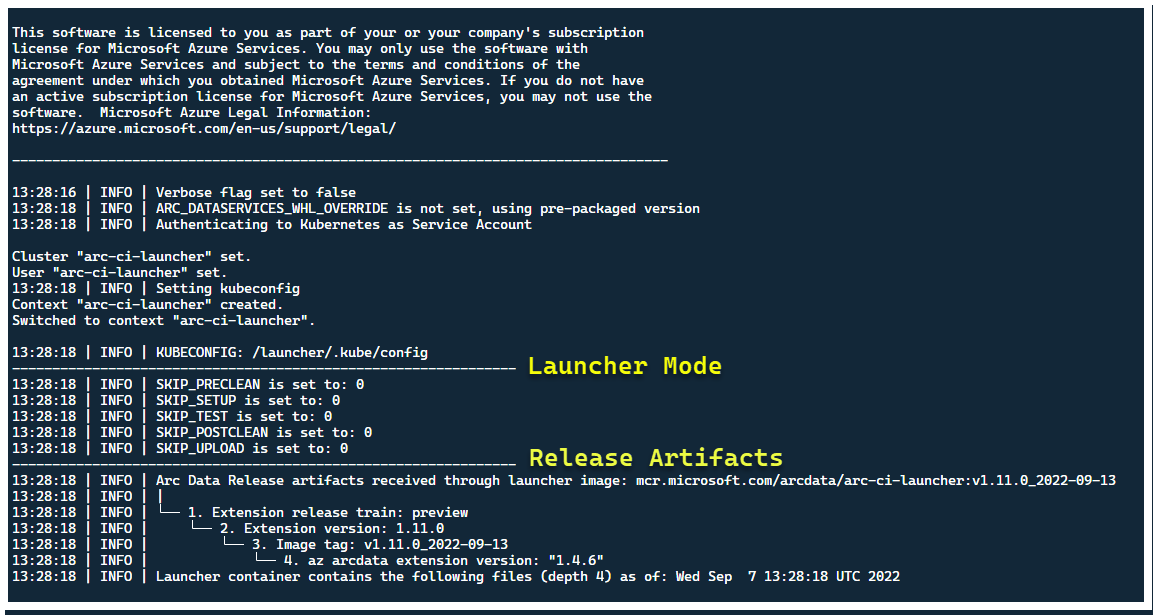 This software is licensed to you as part of your or your company's subscription
license for Microsoft Azure Services. You may only use the software with
Microsoft Azure Services and subject to the terms and conditions of the
agreement under which you obtained Microsoft Azure Services. If you do not have
an active subscription license for Microsoft Azure Services, you may not use the
software.  Microsoft Azure Legal Information:
https://azure.microsoft.com/en-us/support/legal/
----------------------------------------------------------------------------------
13:28:16 | INFO | Verbose flag set to false
13:28:18 | INFO | ARC_DATASERVICES_WHL_OVERRIDE is not set, using pre-packaged version
13:28:18 | INFO | Authenticating to Kubernetes as Service Account
Cluster "arc-ci-launcher" set.
User "arc-ci-launcher" set.
13:28:18 | INFO | Setting kubeconfig
Context "arc-ci-launcher" created.
Switched to context "arc-ci-launcher".
13:28:18 | INFO | KUBECONFIG: /launcher/.kube/config
--------------------------------------------------------------- Launcher Mode
13:28:18 | INFO | SKIP_PRECLEAN is set to: 0
13:28:18 | INFO | SKIP_SETUP is set to: 0
13:28:18 | INFO | SKIP_TEST is set to: 0
13:28:18 | INFO | SKIP_POSTCLEAN is set to: 0
13:28:18 | INFO | SKIP_UPLOAD is set to: 0
--------------------------------------------------------------- Release Artifacts
13:28:18 | INFO | Arc Data Release artifacts received through launcher image: mcr.microsoft.com/arcdata/arc-ci-launcher:v1.11.0_2022-09-13
13:28:18 | INFO | |
13:28:18 | INFO | └── 1. Extension release train: preview
13:28:18 | INFO |     └── 2. Extension version: 1.11.0
13:28:18 | INFO |         └── 3. Image tag: v1.11.0_2022-09-13
13:28:18 | INFO |             └── 4. az arcdata extension version: "1.4.6"
13:28:18 | INFO | Launcher container contains the following files (depth 4) as of: Wed Sep  7 13:28:18 UTC 2022